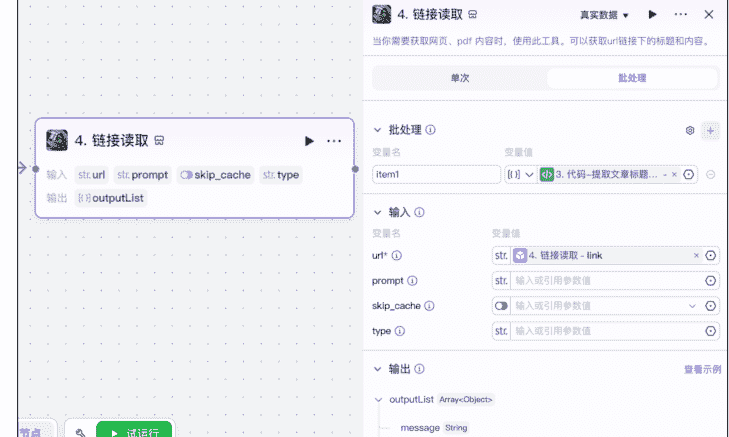 4. 链接读取
输入 str. url str. prompt skip_cache str. type
输出 [{}] outputList
节点
试运行
4. 链接读取 真实数据
当你需要获取网页、pdf 内容时，使用此工具。可以获取url链接下的标题和内容。
单次 批处理
批处理
变量名 变量值
item1 [{}] 3. 代码-提取文章标题... -
输入
变量名 变量值
url* str. 4. 链接读取 - link
prompt str. 输入或引用参数值
skip_cache 输入或引用参数值
type str. 输入或引用参数值
输出 查看示例
outputList Array<Object>
message String